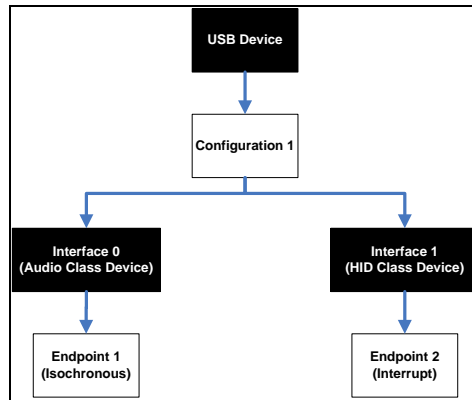 USB Device
Configuration 1
Interface 0
(Audio Class Device)
Interface 1
(HID Class Device)
Endpoint 1
(Isochronous)
Endpoint 2
(Interrupt)